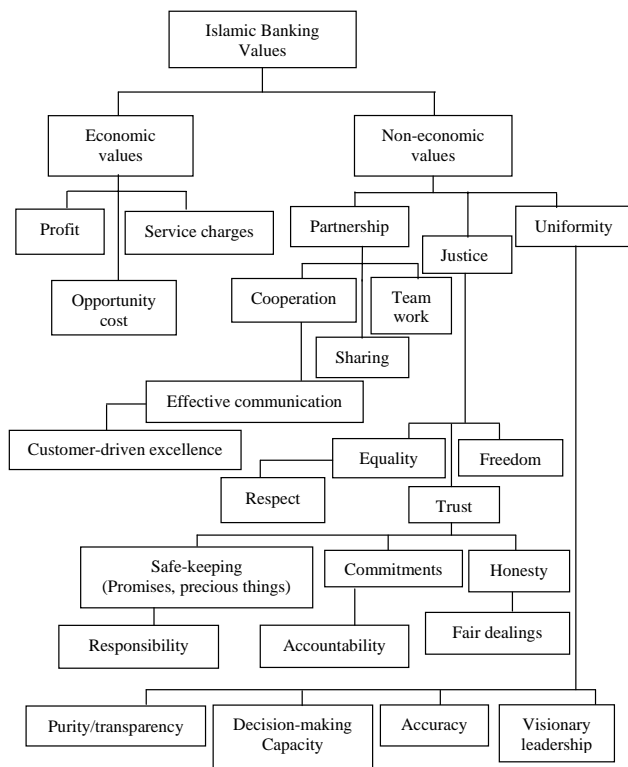 Islamic Banking
Values
Economic
values
Non-economic
values
Profit
Service charges
Partnership
Uniformity
Justice
Opportunity
cost
Cooperation
Team
work
Sharing
Effective communication
Customer-driven excellence
Equality
Freedom
Respect
Trust
Safe-keeping
(Promises, precious things)
Commitments
Honesty
Responsibility
Accountability
Fair dealings
Purity/transparency
Decision-making
Capacity
Accuracy
Visionary
leadership